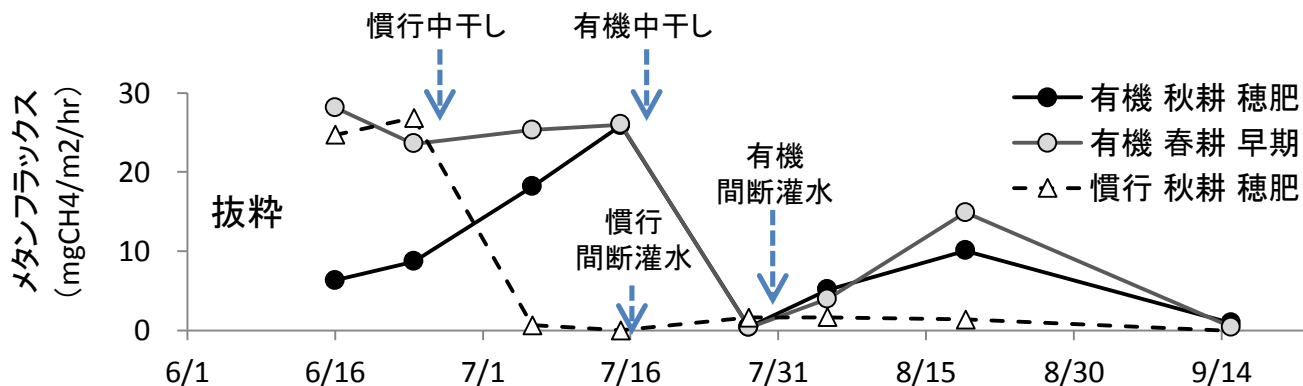 慣行中干し
有機中干し
メタンフラックス
(mgCH4/m2/hr)
30
20
10
0
抜粋
慣行
間断灌水
有機
間断灌水
有機 秋耕 穂肥
有機 春耕 早期
慣行 秋耕 穂肥
6/1
6/16
7/1
7/16
7/31
8/15
8/30
9/14